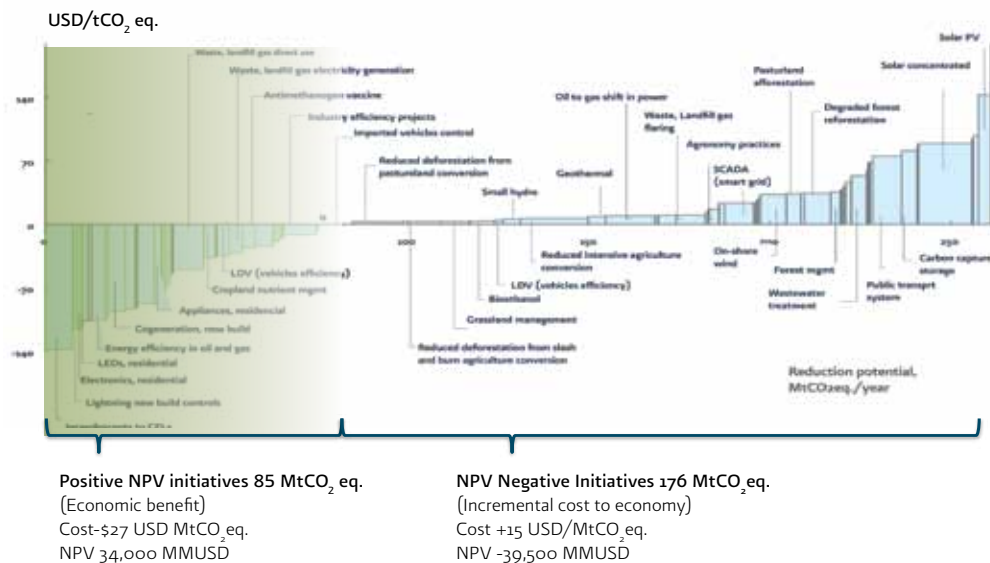 USD/tCO2 eq.
Solar PV
Waste, landfill gas direct use
Waste, landfill gas electricity generation
Pastureland
afforestation
Solar concentrated
Antimethanogen vaccine
Oil to gas shift in power
140
Industry efficiency projects
Waste, Landfill gas
flaring
Degraded forest
reforestation
Imported vehicles control
Agronomy practices
70
Reduced deforestation from
pastureland conversion
Geothermal
SCADA
(smart grid)
Small hydro
0
0
200
150
250
LDV (vehicles efficiency)
Reduced intensive agriculture
conversion
On-shore
wind
Forest mgmt
Carbon capture
storage
Cropland nutrient mgmt
LDV (vehicles efficiency)
Public transprt
system
-70
Bioethanol
Wastewater
treatment
Appliances, residencial
Grassland management
Cogeneration, new build
-140
Energy efficiency in oil and gas
Reduced deforestation from slash
and burn agriculture conversion
LEDs, residential
Electronics, residential
Reduction potential,
MtCO2eq./year
Lightning new build controls
Positive NPV initiatives 85 MtCO2 eq.
(Economic benefit)
Cost-$27 USD MtCO2eq.
NPV 34,000 MMUSD
NPV Negative Initiatives 176 MtCO2eq.
(Incremental cost to economy)
Cost +15 USD/MtCO2eq.
NPV -39,500 MMUSD